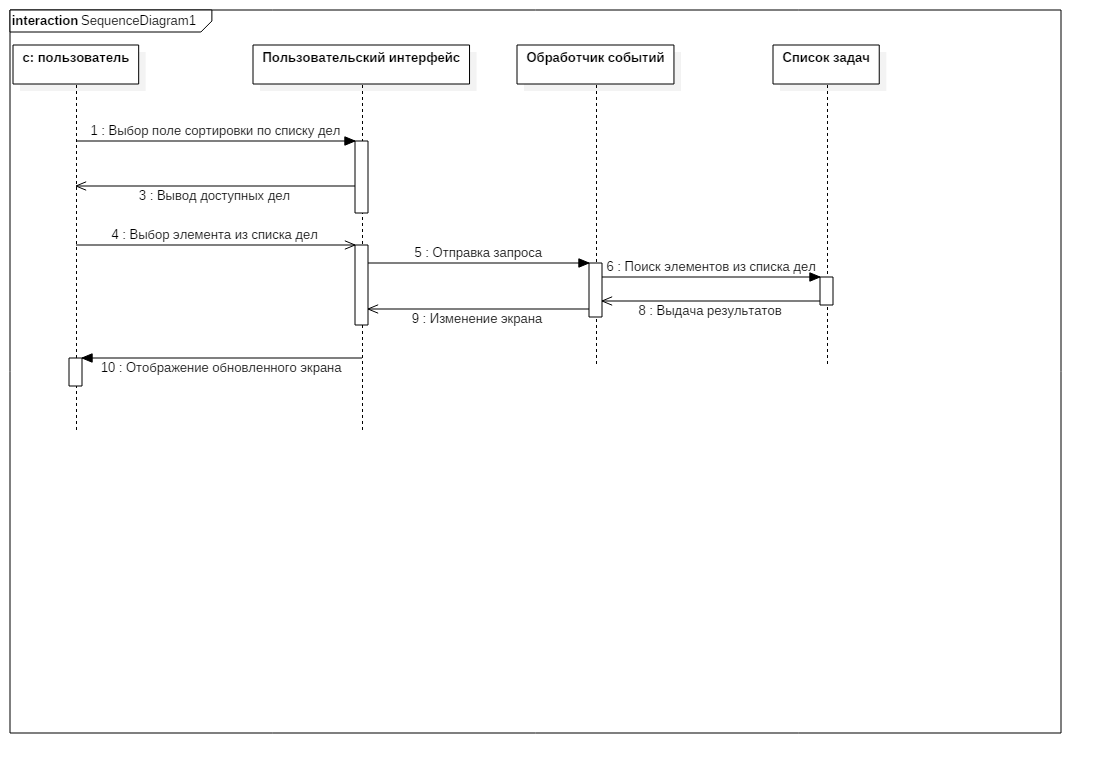 interaction SequenceDiagram1
c: пользователь
Пользовательский интерфейс
Обработчик событий
Список задач
1 : Выбор поле сортировки по списку дел
3 : Вывод доступных дел
4 : Выбор элемента из списка дел
5 : Отправка запроса
6 : Поиск элементов из списка дел
8 : Выдача результатов
9 : Изменение экрана
10 : Отображение обновленного экрана